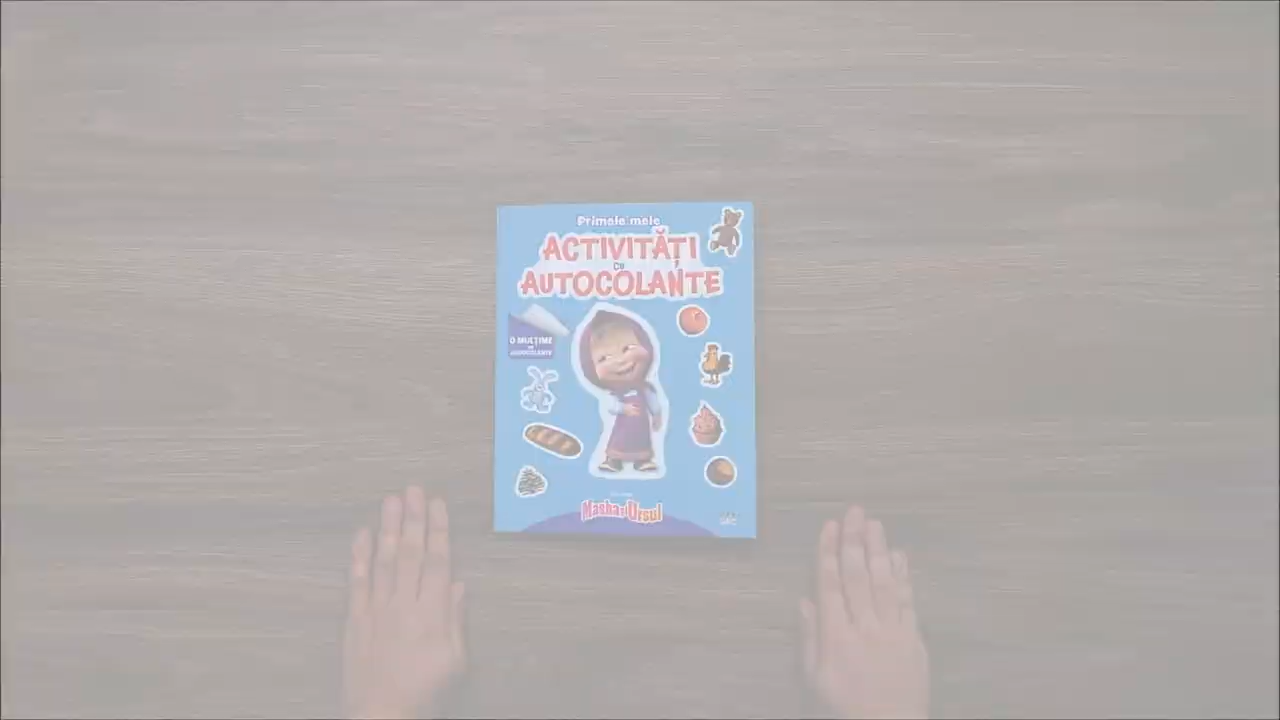 Primele mele
ACTIVITĂȚI
cu
AUTOCOLANTE
O MULȚIME
DE
AUTOCOLANTE
Masha și Ursul